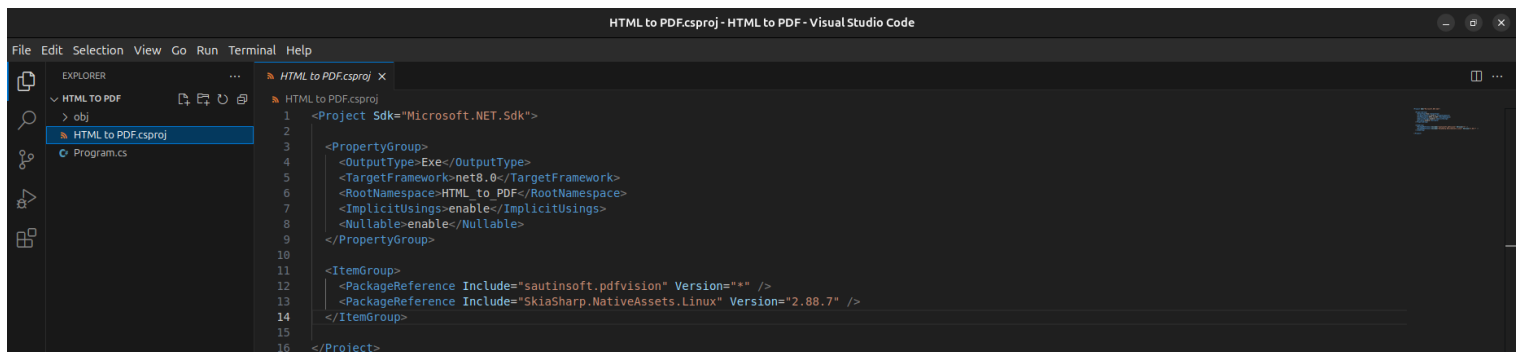 HTML to PDF.csproj - HTML to PDF - Visual Studio Code
File Edit Selection View Go Run Terminal Help
EXPLORER
HTML TO PDF
obj
HTML to PDF.csproj
Program.cs
HTML to PDF.csproj
HTML to PDF.csproj
1 <Project Sdk="Microsoft.NET.Sdk">
2
3 <PropertyGroup>
4 <OutputType>Exe</OutputType>
5 <TargetFramework>net8.0</TargetFramework>
6 <RootNamespace>HTML_to_PDF</RootNamespace>
7 <ImplicitUsings>enable</ImplicitUsings>
8 <Nullable>enable</Nullable>
9 </PropertyGroup>
10
11 <ItemGroup>
12 <PackageReference Include="sautinsoft.pdfvision" Version="*" />
13 <PackageReference Include="SkiaSharp.NativeAssets.Linux" Version="2.88.7" />
14 </ItemGroup>
15
16 </Project>